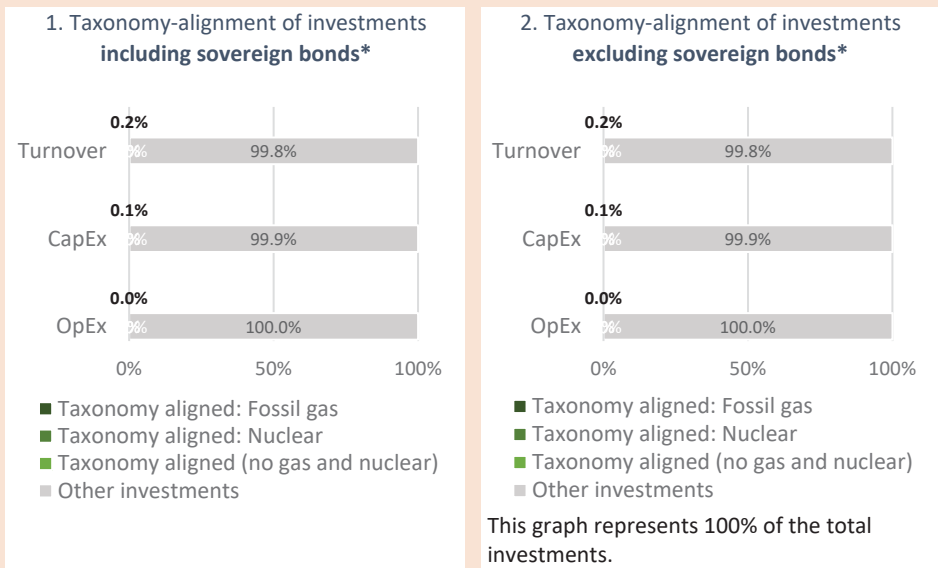 1. Taxonomy-alignment of investments
including sovereign bonds*
0.2%
Turnover
99.8%
0.1%
CapEx
99.9%
0.0%
OpEx
100.0%
0%
50%
100%
Taxonomy aligned: Fossil gas
Taxonomy aligned: Nuclear
Taxonomy aligned (no gas and nuclear)
Other investments
2. Taxonomy-alignment of investments
excluding sovereign bonds*
0.2%
Turnover
99.8%
0.1%
CapEx
99.9%
0.0%
OpEx
100.0%
0%
50%
100%
Taxonomy aligned: Fossil gas
Taxonomy aligned: Nuclear
Taxonomy aligned (no gas and nuclear)
Other investments
This graph represents 100% of the total
investments.